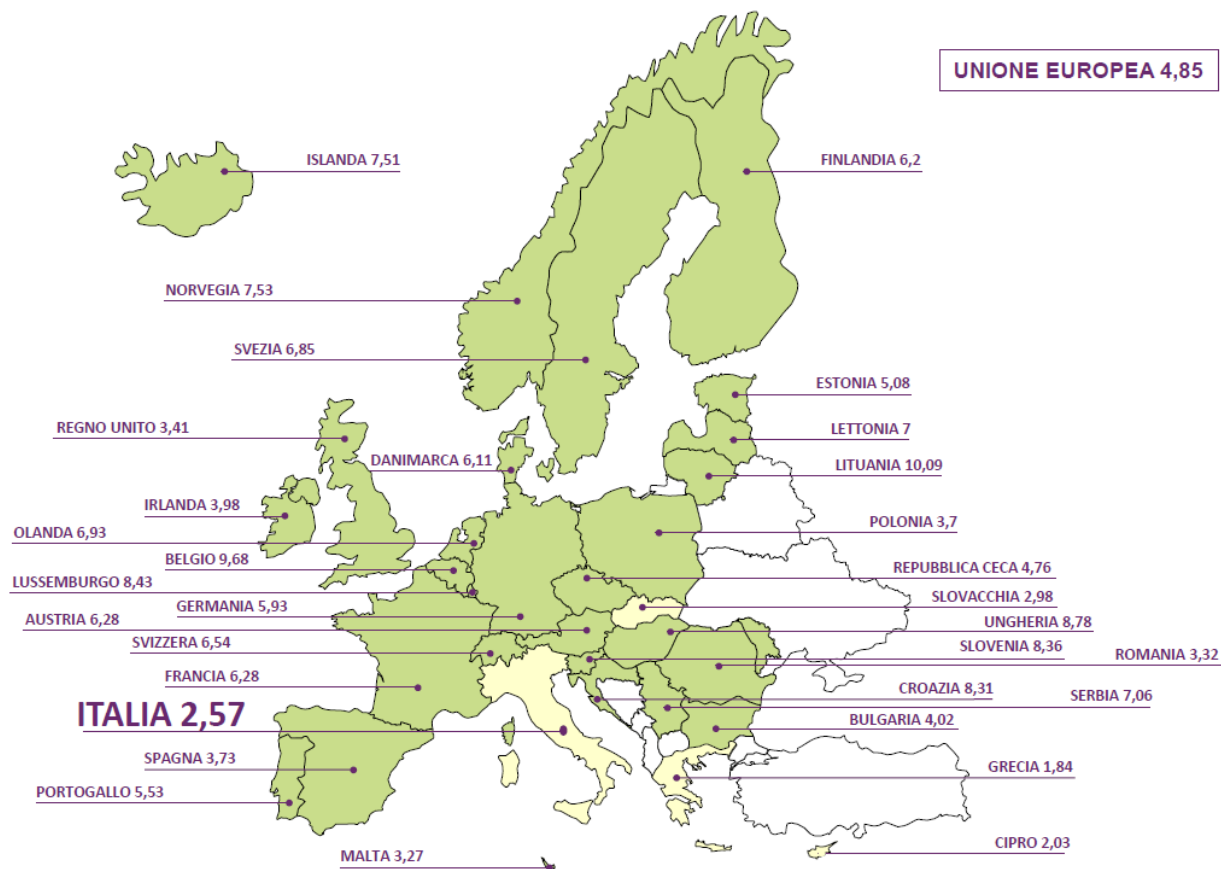 UNIONE EUROPEA 4,85
ISLANDA 7,51
FINLANDIA 6,2
NORVEGIA 7,53
SVEZIA 6,85
ESTONIA 5,08
REGNO UNITO 3,41
LETTONIA 7
DANIMARCA 6,11
LITUANIA 10,09
IRLANDA 3,98
POLONIA 3,7
OLANDA 6,93
BELGIO 9,68
REPUBBLICA CECA 4,76
LUSSEMBURGO 8,43
SLOVACCHIA 2,98
GERMANIA 5,93
AUSTRIA 6,28
UNGHERIA 8,78
SVIZZERA 6,54
SLOVENIA 8,36
ROMANIA 3,32
FRANCIA 6,28
CROAZIA 8,31
SERBIA 7,06
ITALIA 2,57
BULGARIA 4,02
SPAGNA 3,73
GRECIA 1,84
PORTOGALLO 5,53
CIPRO 2,03
MALTA 3,27